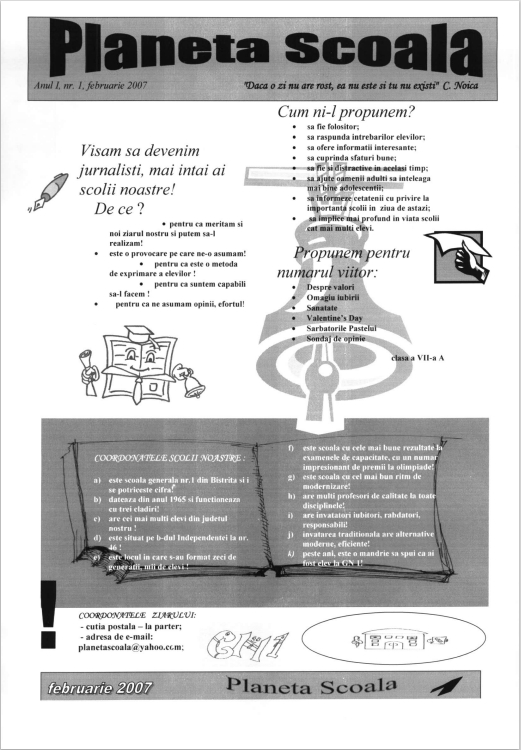 Planeta Scoala
Anul I, nr. 1, februarie 2007
"Daca o zi nu are rost, ea nu este si tu nu existi" C. Noica
Visam sa devenim
jurnalisti, mai intai ai
scolii noastre!
De ce ?
• pentru ca meritam si
noi ziarul nostru si putem sa-l
realizam!
• este o provocare pe care ne-o asumam!
• pentru ca este o metoda
de exprimare a elevilor !
• pentru ca suntem capabili
sa-l facem !
• pentru ca ne asumam opinii, efortul!
Cum ni-l propunem?
• sa fie folositor;
• sa raspunda intrebarilor elevilor;
• sa ofere informatii interesante;
• sa cuprinda sfaturi bune;
• sa fie si distractive in acelasi timp;
• sa ajute oamenii adulti sa inteleaga
mai bine adolescentii;
• sa informeze cetatenii cu privire la
importanta scolii in ziua de astazi;
• sa implice mai profund in viata scolii
cat mai multi elevi.
Propunem pentru
numarul viitor:
• Despre valori
• Omagiu iubirii
• Sanatate
• Valentine's Day
• Sarbatorile Pastelui
• Sondaj de opinie
clasa a VII-a A
COORDONATELE SCOLII NOASTRE :
a) este scoala generala nr.1 din Bistrita si i
se potriveste cifra!
b) dateaza din anul 1965 si functioneaza
cu trei cladiri!
c) are cei mai multi elevi din judetul
nostru !
d) este situat pe b-dul Independentei la nr.
46 !
e) este locul in care s-au format zeci de
generatii, mii de elevi !
f) este scoala cu cele mai bune rezultate la
examenele de capacitate, cu un numar
impresionant de premii la olimpiade!
g) este scoala cu cel mai bun ritm de
modernizare!
h) are multi profesori de calitate la toate
disciplinele!
i) are invatatori iubitori, rabdatori,
responsabili!
j) invatarea traditionala are alternative
moderne, eficiente!
k) peste ani, este o mandrie sa spui ca ai
fost elev la GN 1!
!
COORDONATELE ZIARULUI:
- cutia postala – la parter;
- adresa de e-mail:
planetascoala@yahoo.com;
februarie 2007
Planeta Scoala